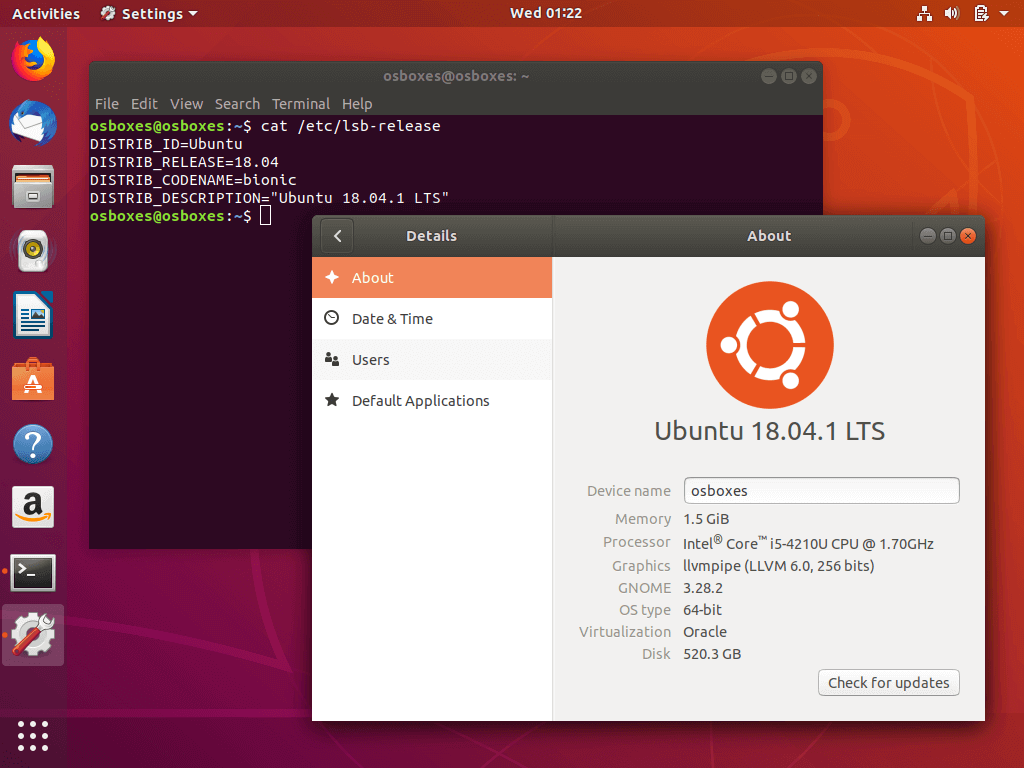 Activities Settings Wed 01:22
osboxes@osboxes: ~
File Edit View Search Terminal Help
osboxes@osboxes:~$ cat /etc/lsb-release
DISTRIB_ID=Ubuntu
DISTRIB_RELEASE=18.04
DISTRIB_CODENAME=bionic
DISTRIB_DESCRIPTION="Ubuntu 18.04.1 LTS"
osboxes@osboxes:~$
Details About
About
Date & Time
Users
Default Applications
Ubuntu 18.04.1 LTS
Device name osboxes
Memory 1.5 GiB
Processor Intel® Core™ i5-4210U CPU @ 1.70GHz
Graphics llvmpipe (LLVM 6.0, 256 bits)
GNOME 3.28.2
OS type 64-bit
Virtualization Oracle
Disk 520.3 GB
Check for updates